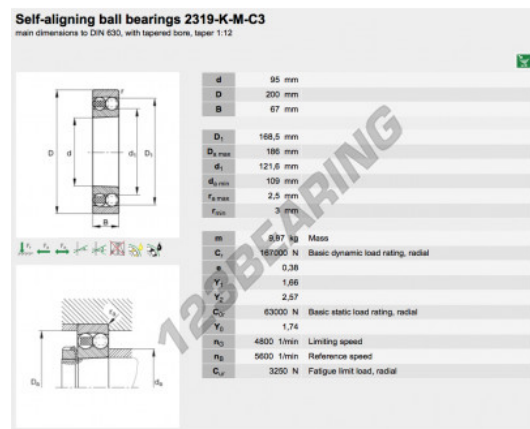 Self-aligning ball bearings 2319-K-M-C3
main dimensions to DIN 630, with tapered bore, taper 1:12
d 95 mm
D 200 mm
B 67 mm
D1 168,5 mm
Da max 186 mm
d1 121,6 mm
da min 109 mm
ra max 2,5 mm
rmin 3 mm
m 9,87 kg Mass
Cr 167000 N Basic dynamic load rating, radial
e 0,38
Y1 1,66
Y2 2,57
C0r 63000 N Basic static load rating, radial
Y0 1,74
nG 4800 1/min Limiting speed
nB 5600 1/min Reference speed
Cur 3250 N Fatigue limit load, radial
D d d1 D1
r
B
ra
Da da
123BEARING